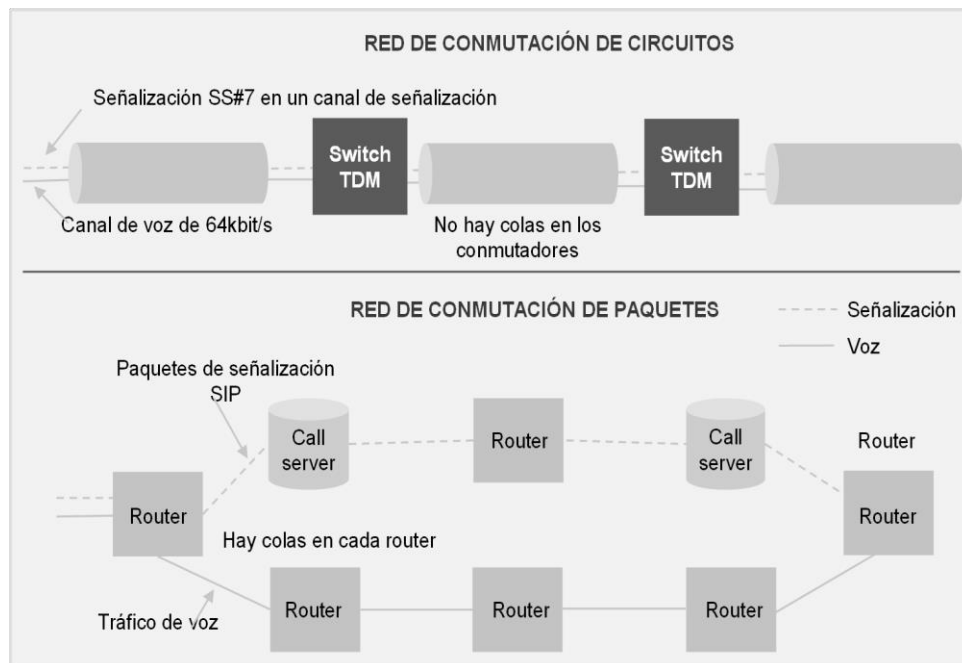 RED DE CONMUTACIÓN DE CIRCUITOS
Señalización SS#7 en un canal de señalización
Switch
TDM
Switch
TDM
Canal de voz de 64kbit/s
No hay colas en los
conmutadores
RED DE CONMUTACIÓN DE PAQUETES
Señalización
Voz
Paquetes de señalización
SIP
Call
server
Router
Call
server
Router
Router
Router
Hay colas en cada router
Router
Router
Router
Tráfico de voz